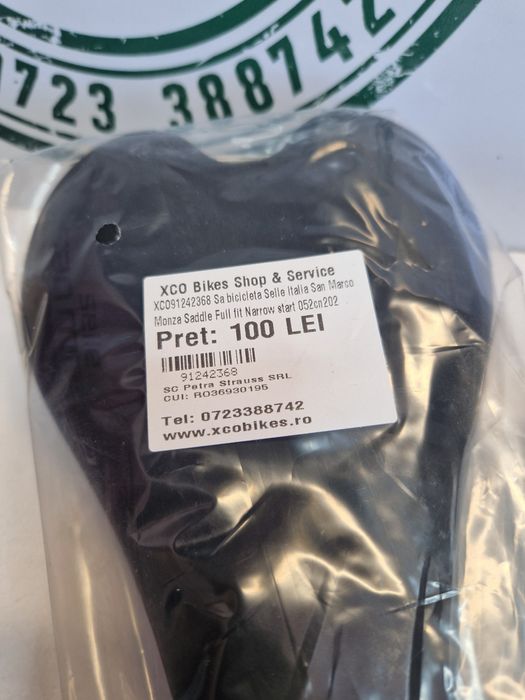 0723 388742
XCO Bikes Shop & Service
XCO91242368 Sa bicicleta Selle Italia San Marco
Monza Saddle Full fit Narrow start 052cn202
Pret: 100 LEI
91242368
SC Petra Strauss SRL
CUI: RO36930195
Tel: 0723388742
www.xcobikes.ro